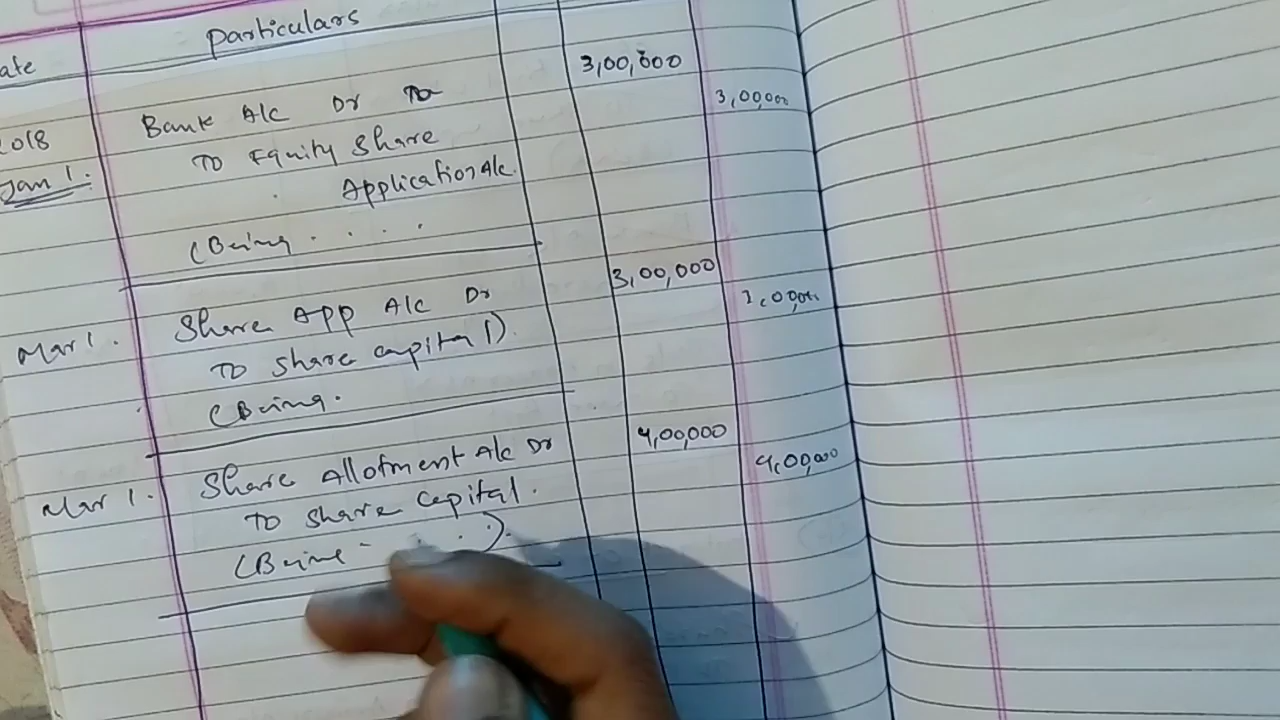 Particulars
ate
3,00,000
2018
Bank A/c Dr To
3,00,000
Jan 1.
To Equity Share
Application A/c.
(Being . . . .
3,00,000
Mar 1.
Share App A/c Dr
To share capital).
(Being.
4,00,000
Mar 1.
Share Allotment A/c Dr
4,00,000
To share capital.
(Being - . .).